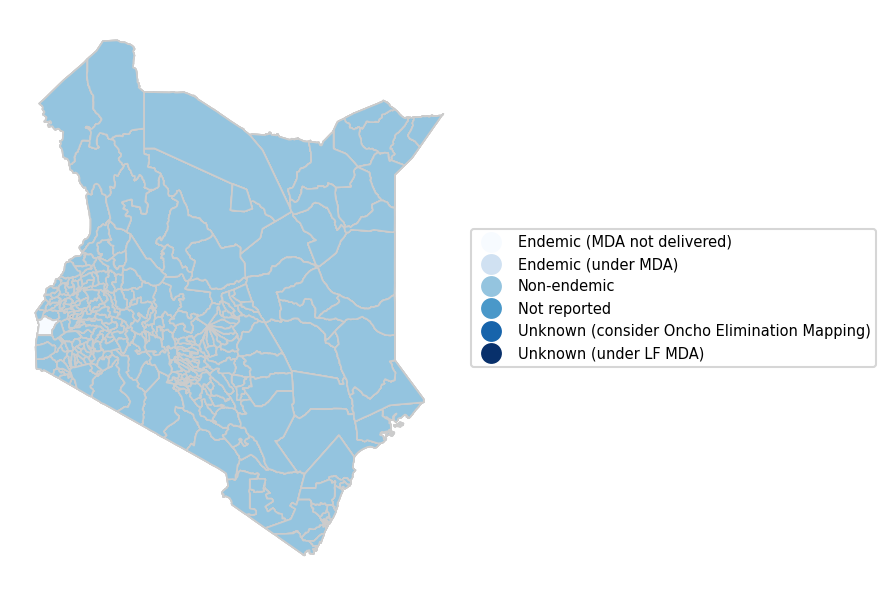 Endemic (MDA not delivered)
Endemic (under MDA)
Non-endemic
Not reported
Unknown (consider Oncho Elimination Mapping)
Unknown (under LF MDA)